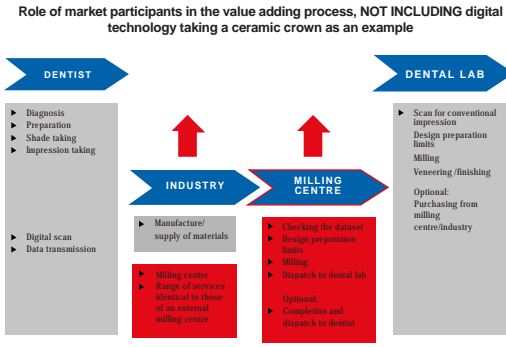 Role of market participants in the value adding process, NOT INCLUDING digital
technology taking a ceramic crown as an example
DENTIST
Diagnosis
Preparation
Shade taking
Impression taking
Digital scan
Data transmission
INDUSTRY
Manufacture/
supply of materials
Milling centre
Range of services
identical to those
of an external
milling centre
MILLING
CENTRE
Checking the dataset
Design preparation
limits
Milling
Dispatch to dental lab
Optional:
Completion and
dispatch to dentist
DENTAL LAB
Scan for conventional
impression
Design preparation
limits
Milling
Veneering /finishing
Optional:
Purchasing from
milling
centre/industry